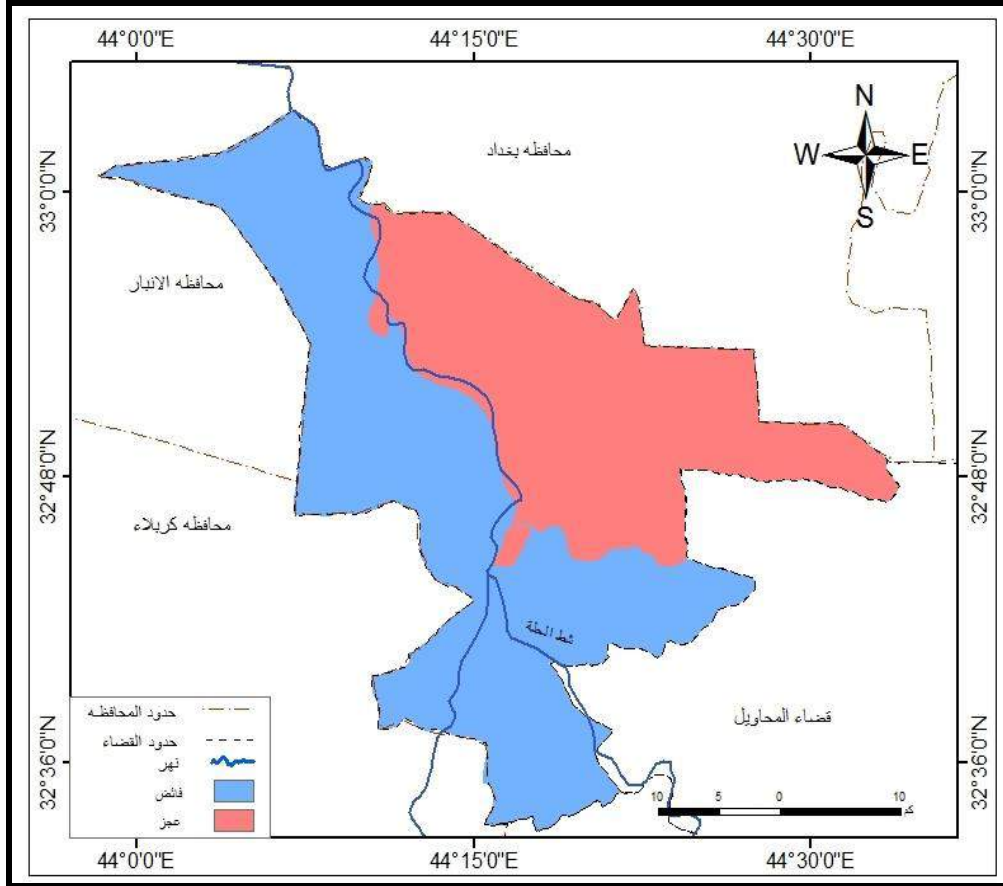 44°0'0"E 44°15'0"E 44°30'0"E
N
W E
S
محافظه بغداد
33°0'0"N 33°0'0"N
محافظه الانبار
32°48'0"N 32°48'0"N
محافظه كربلاء
شط الحلة
قضاء المحاويل
حدود المحافظه
حدود القضاء
نهر
فائض
عجز
32°36'0"N 32°36'0"N
10 5 0 10
كم
44°0'0"E 44°15'0"E 44°30'0"E